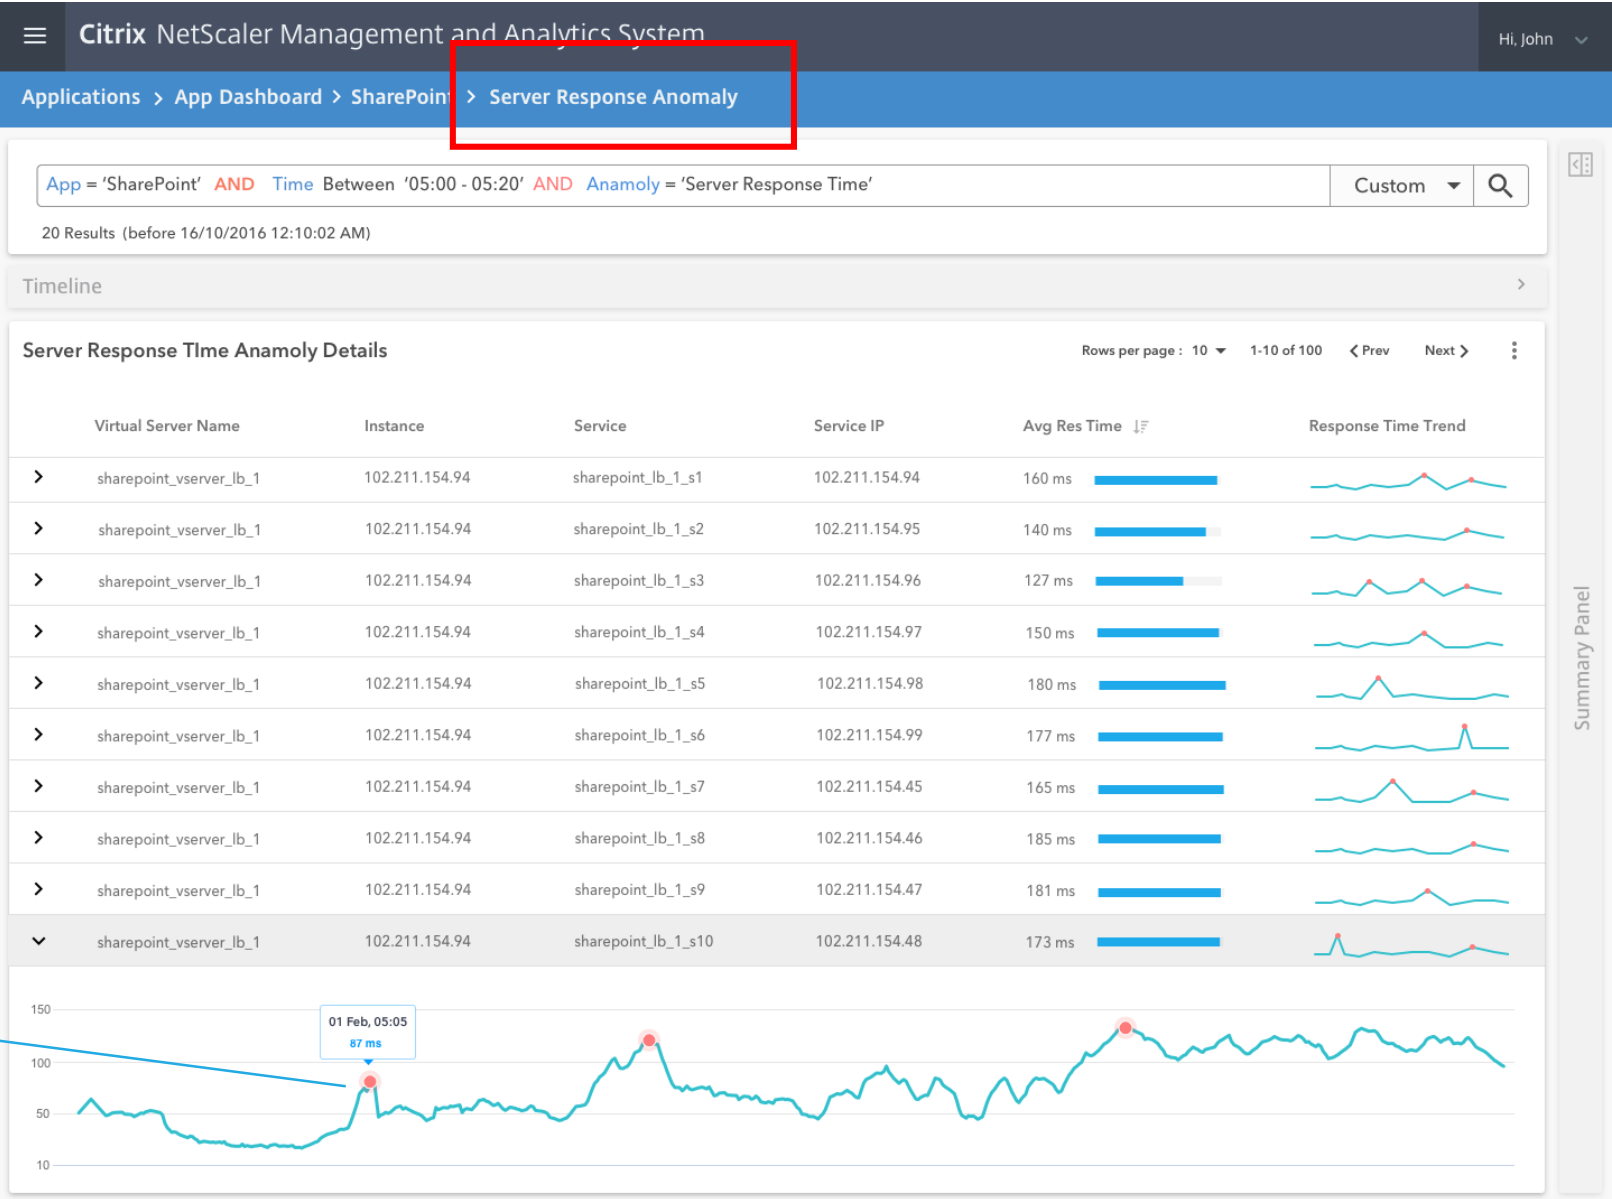 Citrix NetScaler Management and Analytics System
Hi, John
Applications > App Dashboard > SharePoint > Server Response Anomaly
App = ‘SharePoint’ AND Time Between ‘05:00 - 05:20’ AND Anamoly = ‘Server Response Time’
Custom
20 Results (before 16/10/2016 12:10:02 AM)
Timeline
Server Response TIme Anamoly Details
Rows per page : 10 1-10 of 100 Prev Next
Virtual Server Name Instance Service Service IP Avg Res Time Response Time Trend
sharepoint_vserver_lb_1 102.211.154.94 sharepoint_lb_1_s1 102.211.154.94 160 ms
sharepoint_vserver_lb_1 102.211.154.94 sharepoint_lb_1_s2 102.211.154.95 140 ms
sharepoint_vserver_lb_1 102.211.154.94 sharepoint_lb_1_s3 102.211.154.96 127 ms
sharepoint_vserver_lb_1 102.211.154.94 sharepoint_lb_1_s4 102.211.154.97 150 ms
sharepoint_vserver_lb_1 102.211.154.94 sharepoint_lb_1_s5 102.211.154.98 180 ms
sharepoint_vserver_lb_1 102.211.154.94 sharepoint_lb_1_s6 102.211.154.99 177 ms
sharepoint_vserver_lb_1 102.211.154.94 sharepoint_lb_1_s7 102.211.154.45 165 ms
sharepoint_vserver_lb_1 102.211.154.94 sharepoint_lb_1_s8 102.211.154.46 185 ms
sharepoint_vserver_lb_1 102.211.154.94 sharepoint_lb_1_s9 102.211.154.47 181 ms
sharepoint_vserver_lb_1 102.211.154.94 sharepoint_lb_1_s10 102.211.154.48 173 ms
150
01 Feb, 05:05
87 ms
100
50
10
Summary Panel